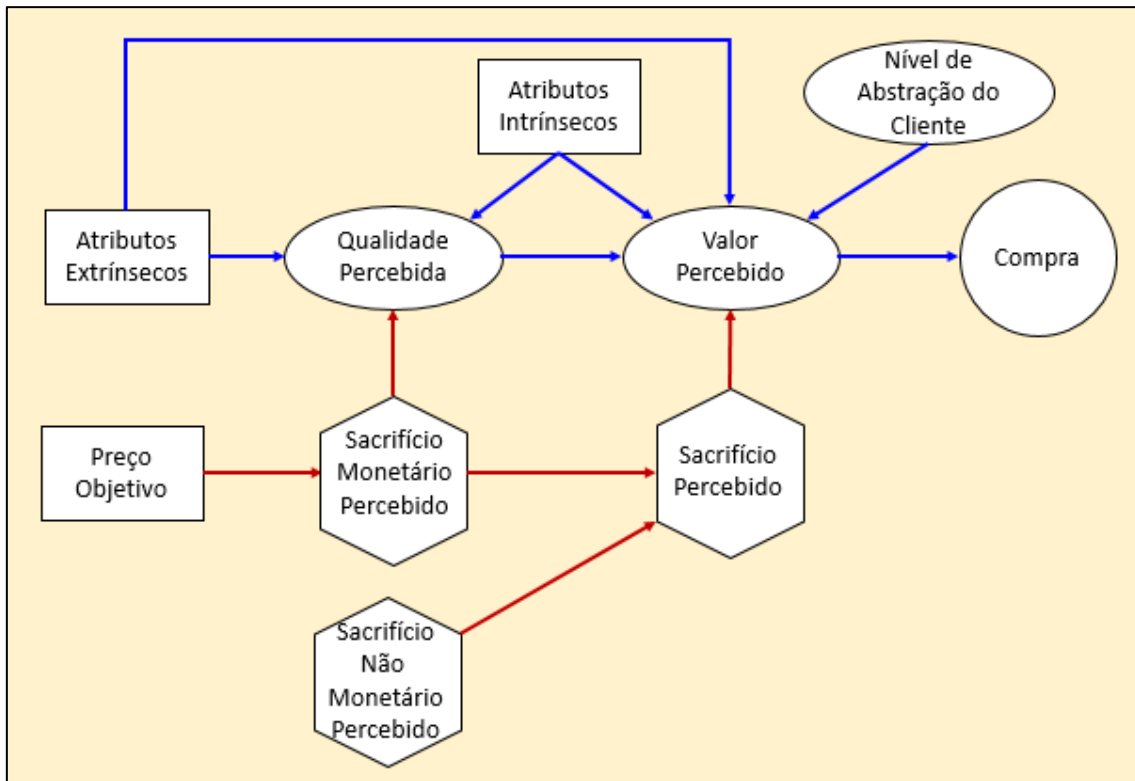 Atributos
Intrínsecos
Nível de
Abstração do
Cliente
Atributos
Extrínsecos
Qualidade
Percebida
Valor
Percebido
Compra
Preço
Objetivo
Sacrifício
Monetário
Percebido
Sacrifício
Percebido
Sacrifício
Não
Monetário
Percebido